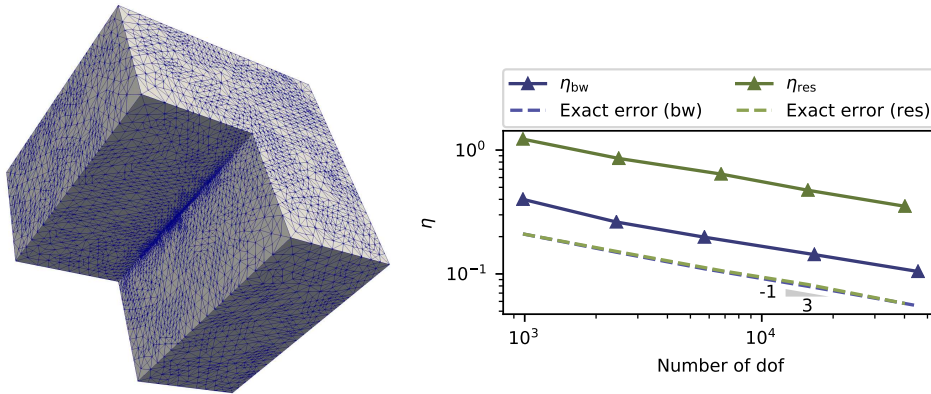 η_bw η_res
Exact error (bw) Exact error (res)
10^0
η
10^−1
-1
3
10^3 10^4
Number of dof